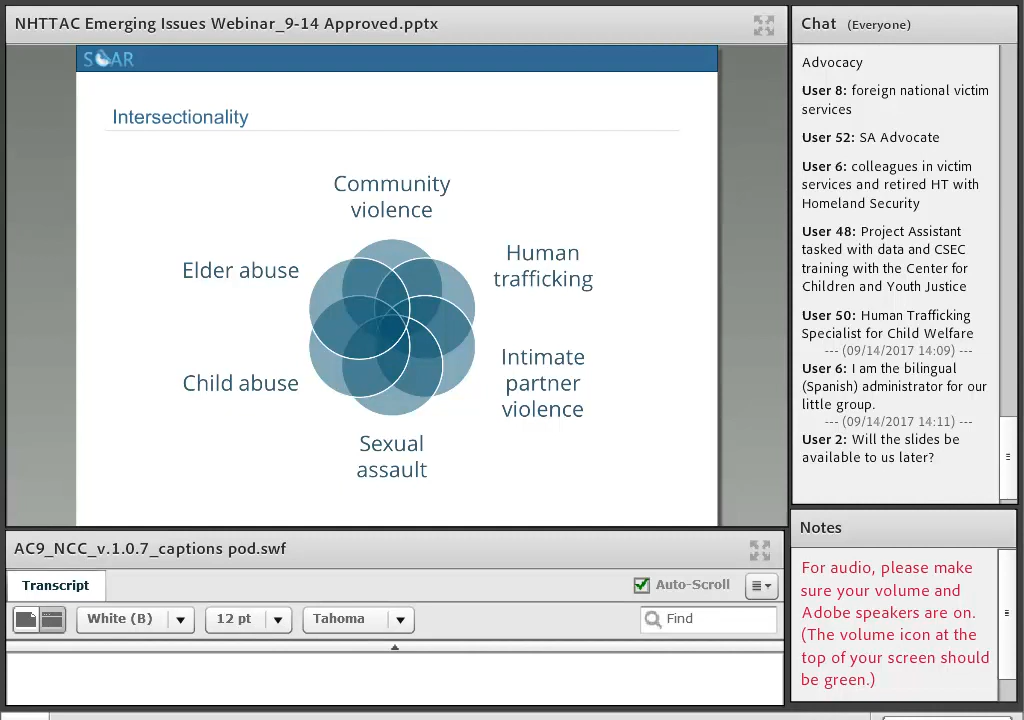 NHTTAC Emerging Issues Webinar_9-14 Approved.pptx
SOAR
Intersectionality
Community
violence
Human
trafficking
Elder abuse
Intimate
partner
violence
Child abuse
Sexual
assault
AC9_NCC_v.1.0.7_captions pod.swf
Transcript
Auto-Scroll
White (B)
12 pt
Tahoma
Find
Chat (Everyone)
Advocacy
User 8: foreign national victim
services
User 52: SA Advocate
User 6: colleagues in victim
services and retired HT with
Homeland Security
User 48: Project Assistant
tasked with data and CSEC
training with the Center for
Children and Youth Justice
User 50: Human Trafficking
Specialist for Child Welfare
--- (09/14/2017 14:09) ---
User 6: I am the bilingual
(Spanish) administrator for our
little group.
--- (09/14/2017 14:11) ---
User 2: Will the slides be
available to us later?
Notes
For audio, please make
sure your volume and
Adobe speakers are on.
(The volume icon at the
top of your screen should
be green.)